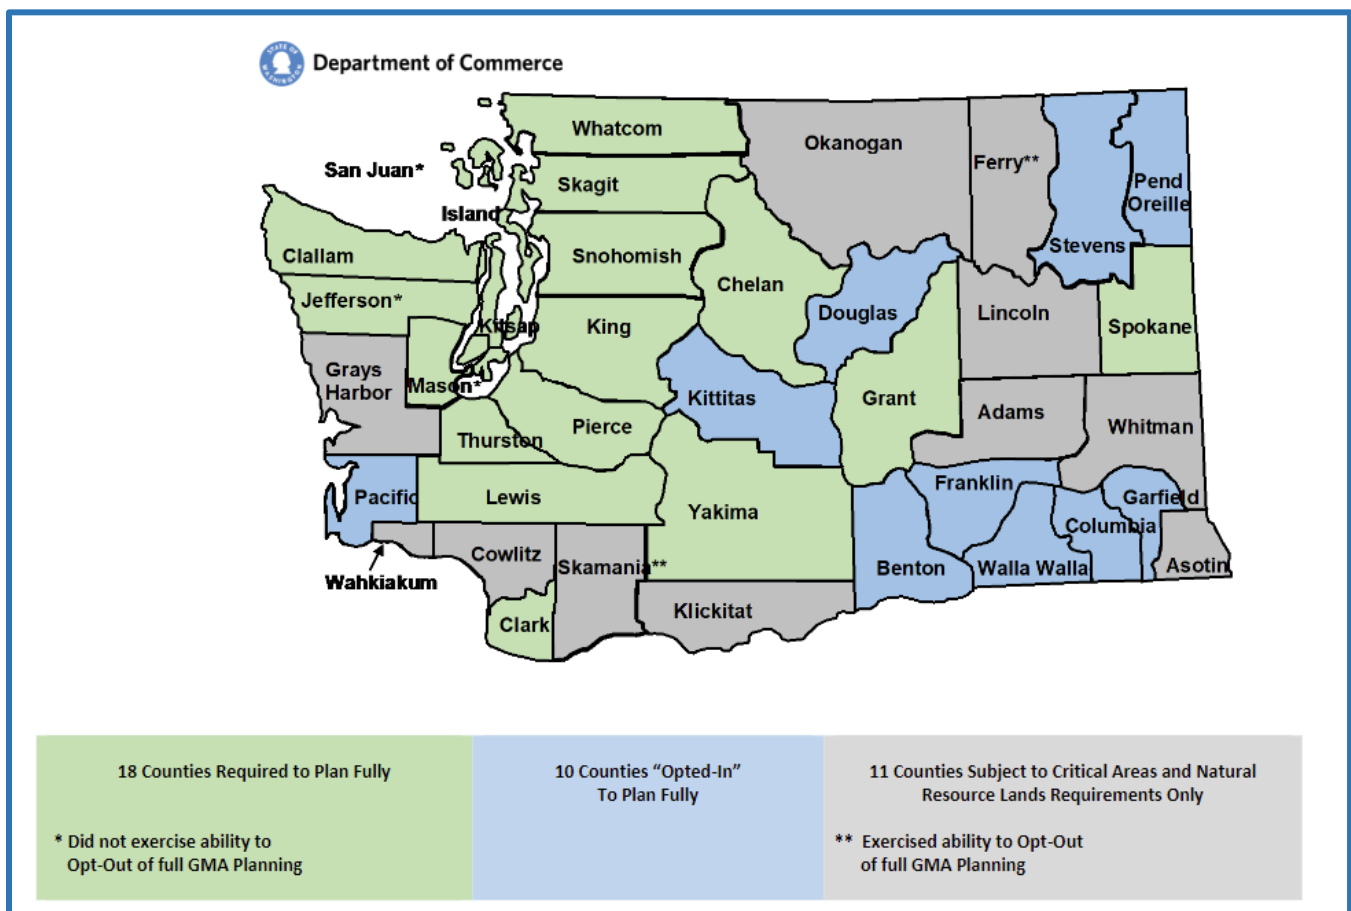 STATE OF
WASHINGTON
Department of Commerce
Whatcom
Okanogan
Ferry**
San Juan*
Skagit
Pend
Oreille
Island
Stevens
Clallam
Snohomish
Chelan
Jefferson*
Douglas
Lincoln
Kitsap
King
Spokane
Grays
Harbor
Mason*
Kittitas
Grant
Adams
Whitman
Thurston
Pierce
Pacific
Lewis
Yakima
Franklin
Garfield
Columbia
Cowlitz
Skamania**
Benton
Walla Walla
Asotin
Wahkiakum
Clark
Klickitat
18 Counties Required to Plan Fully
* Did not exercise ability to
Opt-Out of full GMA Planning
10 Counties “Opted-In”
To Plan Fully
11 Counties Subject to Critical Areas and Natural
Resource Lands Requirements Only
** Exercised ability to Opt-Out
of full GMA Planning